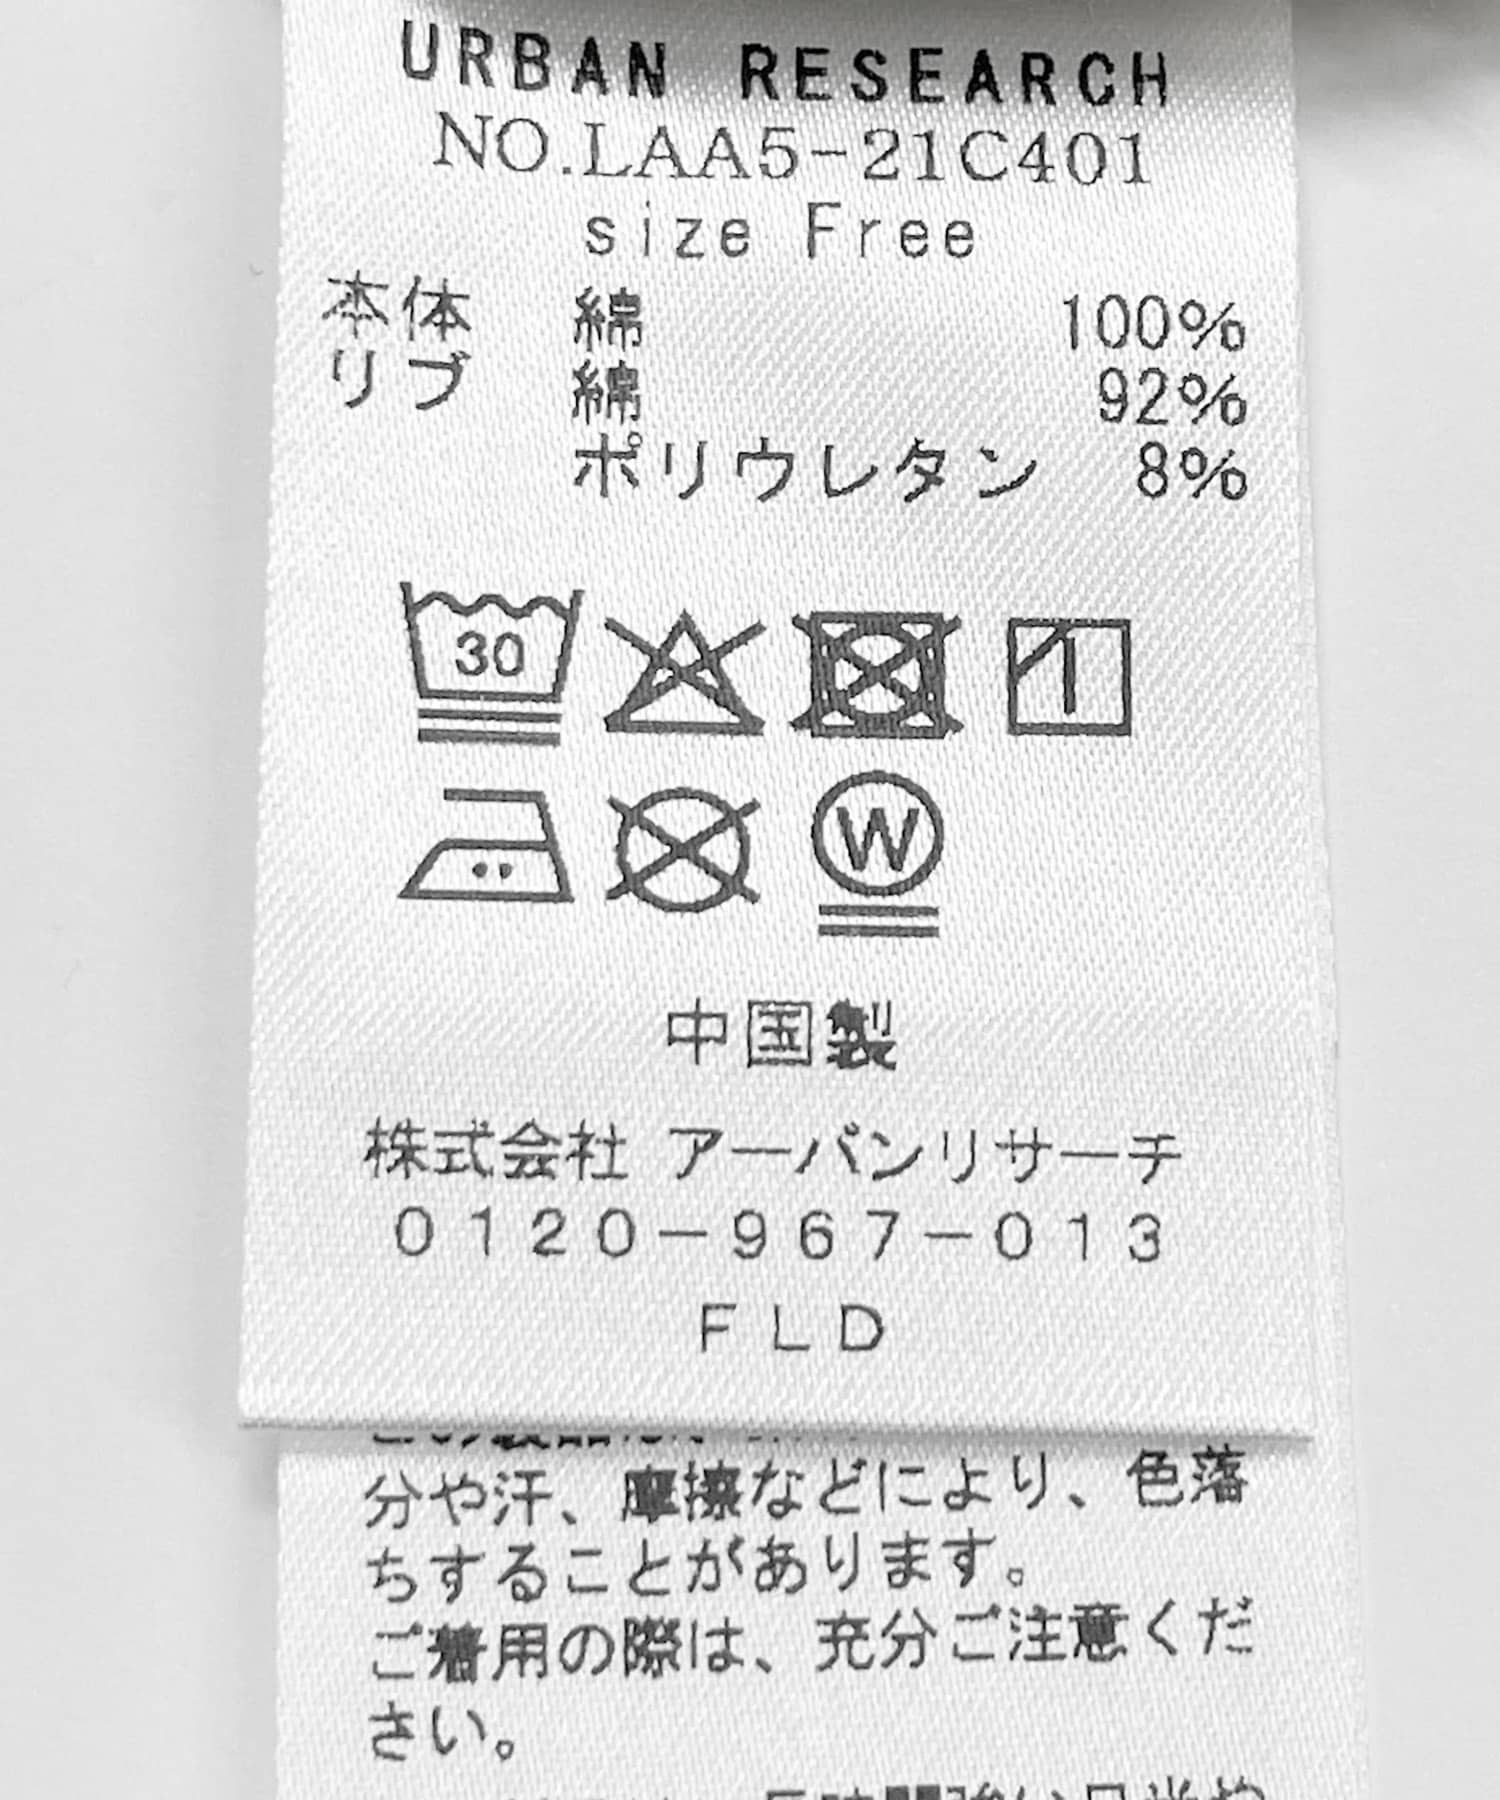 URBAN RESEARCH
NO.LAA5-21C401
size Free
本体 綿 100%
リブ 綿 92%
ポリウレタン 8%
30
W
中国製
株式会社 アーバンリサーチ
0120-967-013
FLD
分や汗、摩擦などにより、色落
ちすることがあります。
ご着用の際は、充分ご注意くだ
さい。